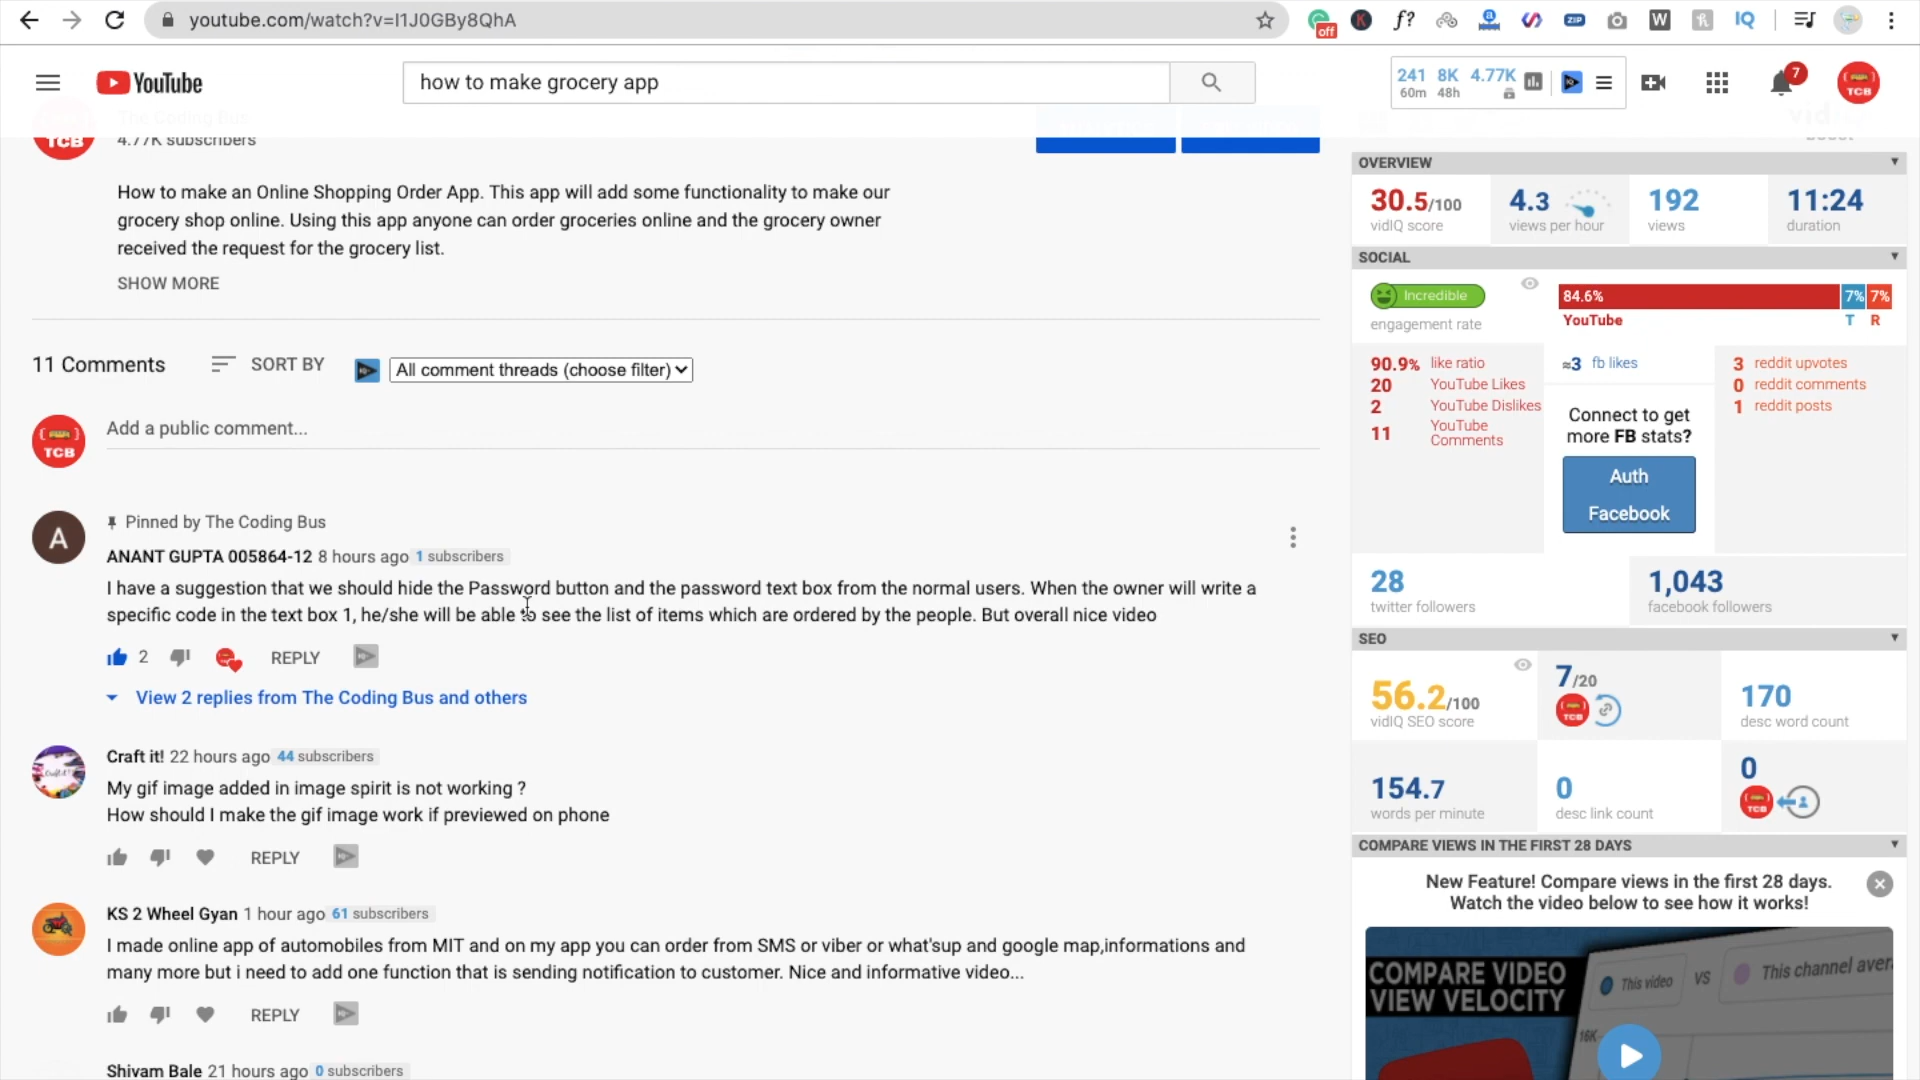 youtube.com/watch?v=I1J0GBy8QhA
off
K
f?
ZIP
W
IQ
YouTube
how to make grocery app
241 8K 4.77K
60m 48h
7
TCB
The Coding Bus
4.77K subscribers
How to make an Online Shopping Order App. This app will add some functionality to make our
grocery shop online. Using this app anyone can order groceries online and the grocery owner
received the request for the grocery list.
SHOW MORE
11 Comments SORT BY All comment threads (choose filter)
TCB
Add a public comment...
Pinned by The Coding Bus
A
ANANT GUPTA 005864-12 8 hours ago 1 subscribers
I have a suggestion that we should hide the Password button and the password text box from the normal users. When the owner will write a
specific code in the text box 1, he/she will be able to see the list of items which are ordered by the people. But overall nice video
2 REPLY
View 2 replies from The Coding Bus and others
Craft it! 22 hours ago 44 subscribers
My gif image added in image spirit is not working ?
How should I make the gif image work if previewed on phone
REPLY
KS 2 Wheel Gyan 1 hour ago 61 subscribers
I made online app of automobiles from MIT and on my app you can order from SMS or viber or what'sup and google map,informations and
many more but i need to add one function that is sending notification to customer. Nice and informative video...
REPLY
Shivam Bale 21 hours ago 0 subscribers
OVERVIEW
30.5/100 4.3 192 11:24
vidIQ score views per hour views duration
SOCIAL
Incredible
engagement rate
84.6% 7% 7%
YouTube T R
90.9% like ratio
20 YouTube Likes
2 YouTube Dislikes
11 YouTube
Comments
≈3 fb likes
Connect to get
more FB stats?
Auth
Facebook
3 reddit upvotes
0 reddit comments
1 reddit posts
28 1,043
twitter followers facebook followers
SEO
56.2/100
vidIQ SEO score
7/20
TCB
170
desc word count
154.7
words per minute
0
desc link count
0
TCB
COMPARE VIEWS IN THE FIRST 28 DAYS
New Feature! Compare views in the first 28 days.
Watch the video below to see how it works!
COMPARE VIDEO
VIEW VELOCITY
This video VS This channel aver
16K